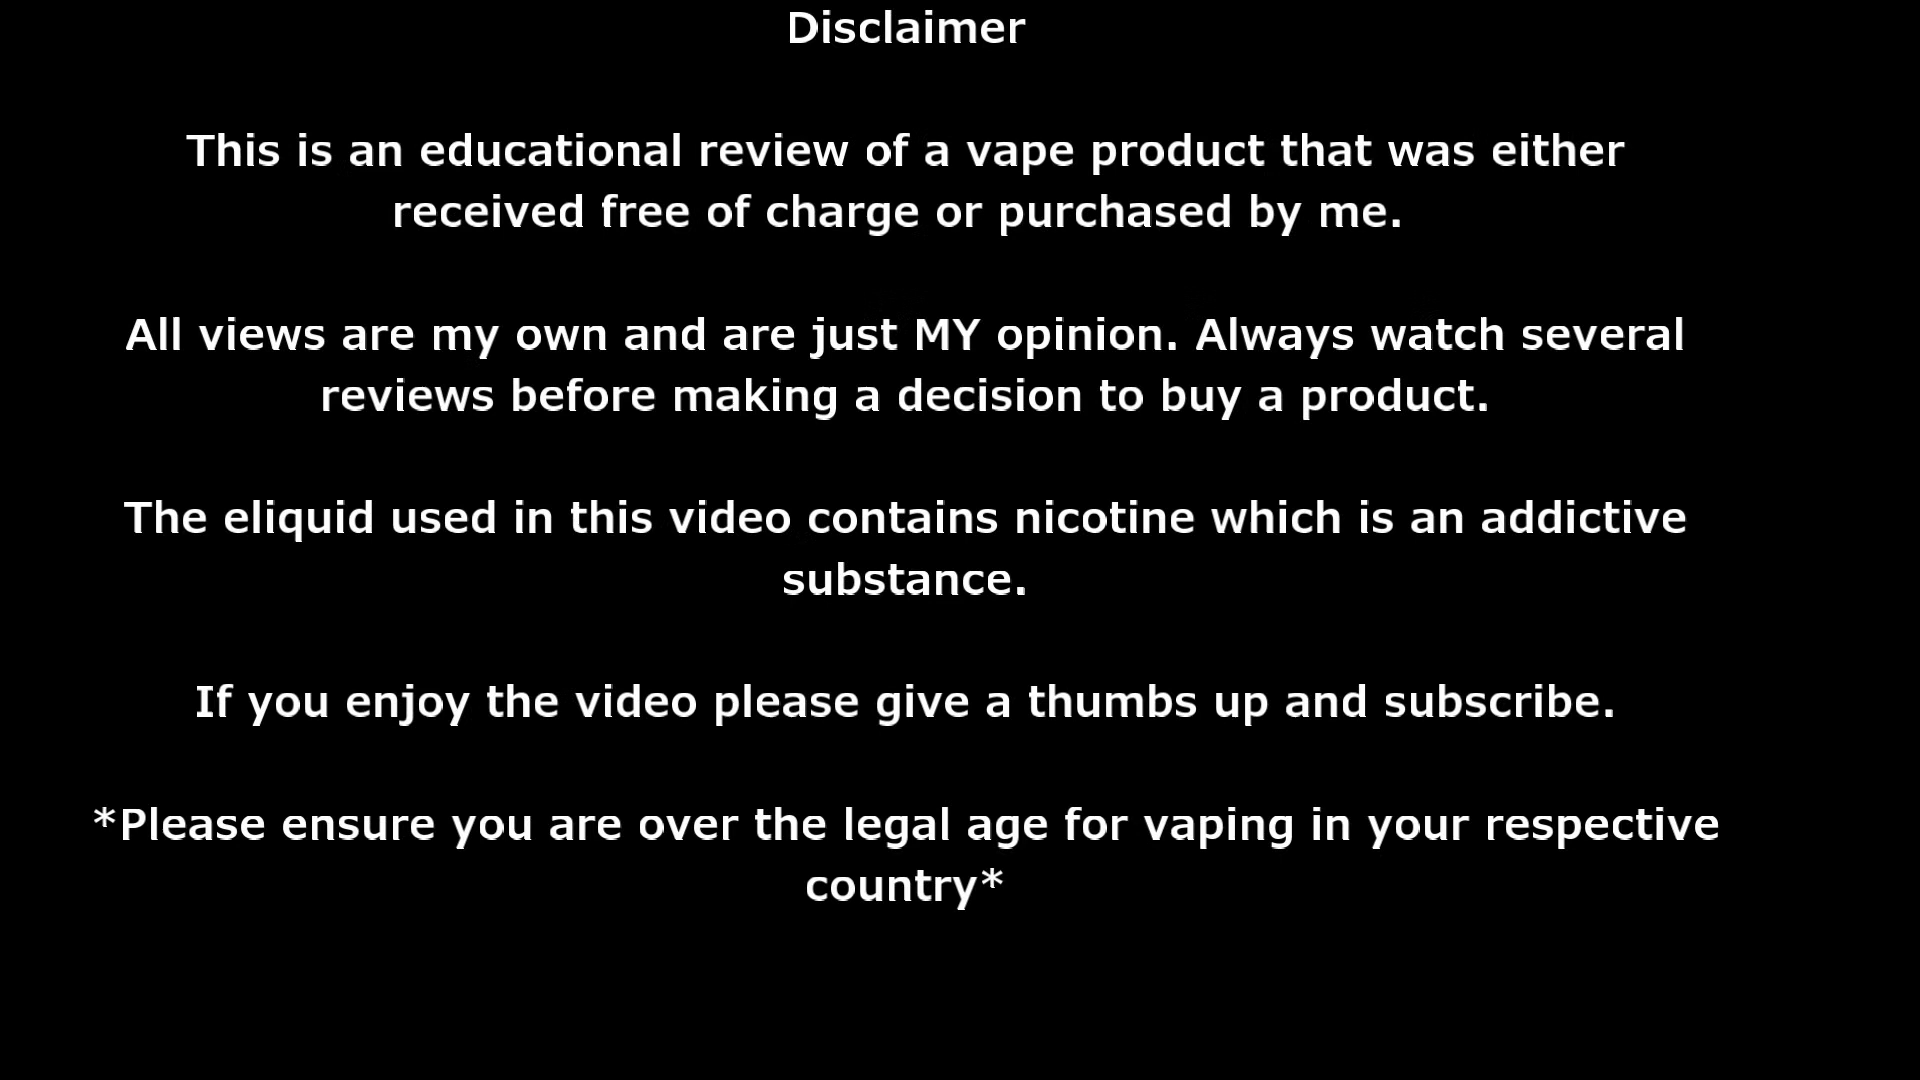 Disclaimer
This is an educational review of a vape product that was either
received free of charge or purchased by me.
All views are my own and are just MY opinion. Always watch several
reviews before making a decision to buy a product.
The eliquid used in this video contains nicotine which is an addictive
substance.
If you enjoy the video please give a thumbs up and subscribe.
*Please ensure you are over the legal age for vaping in your respective
country*